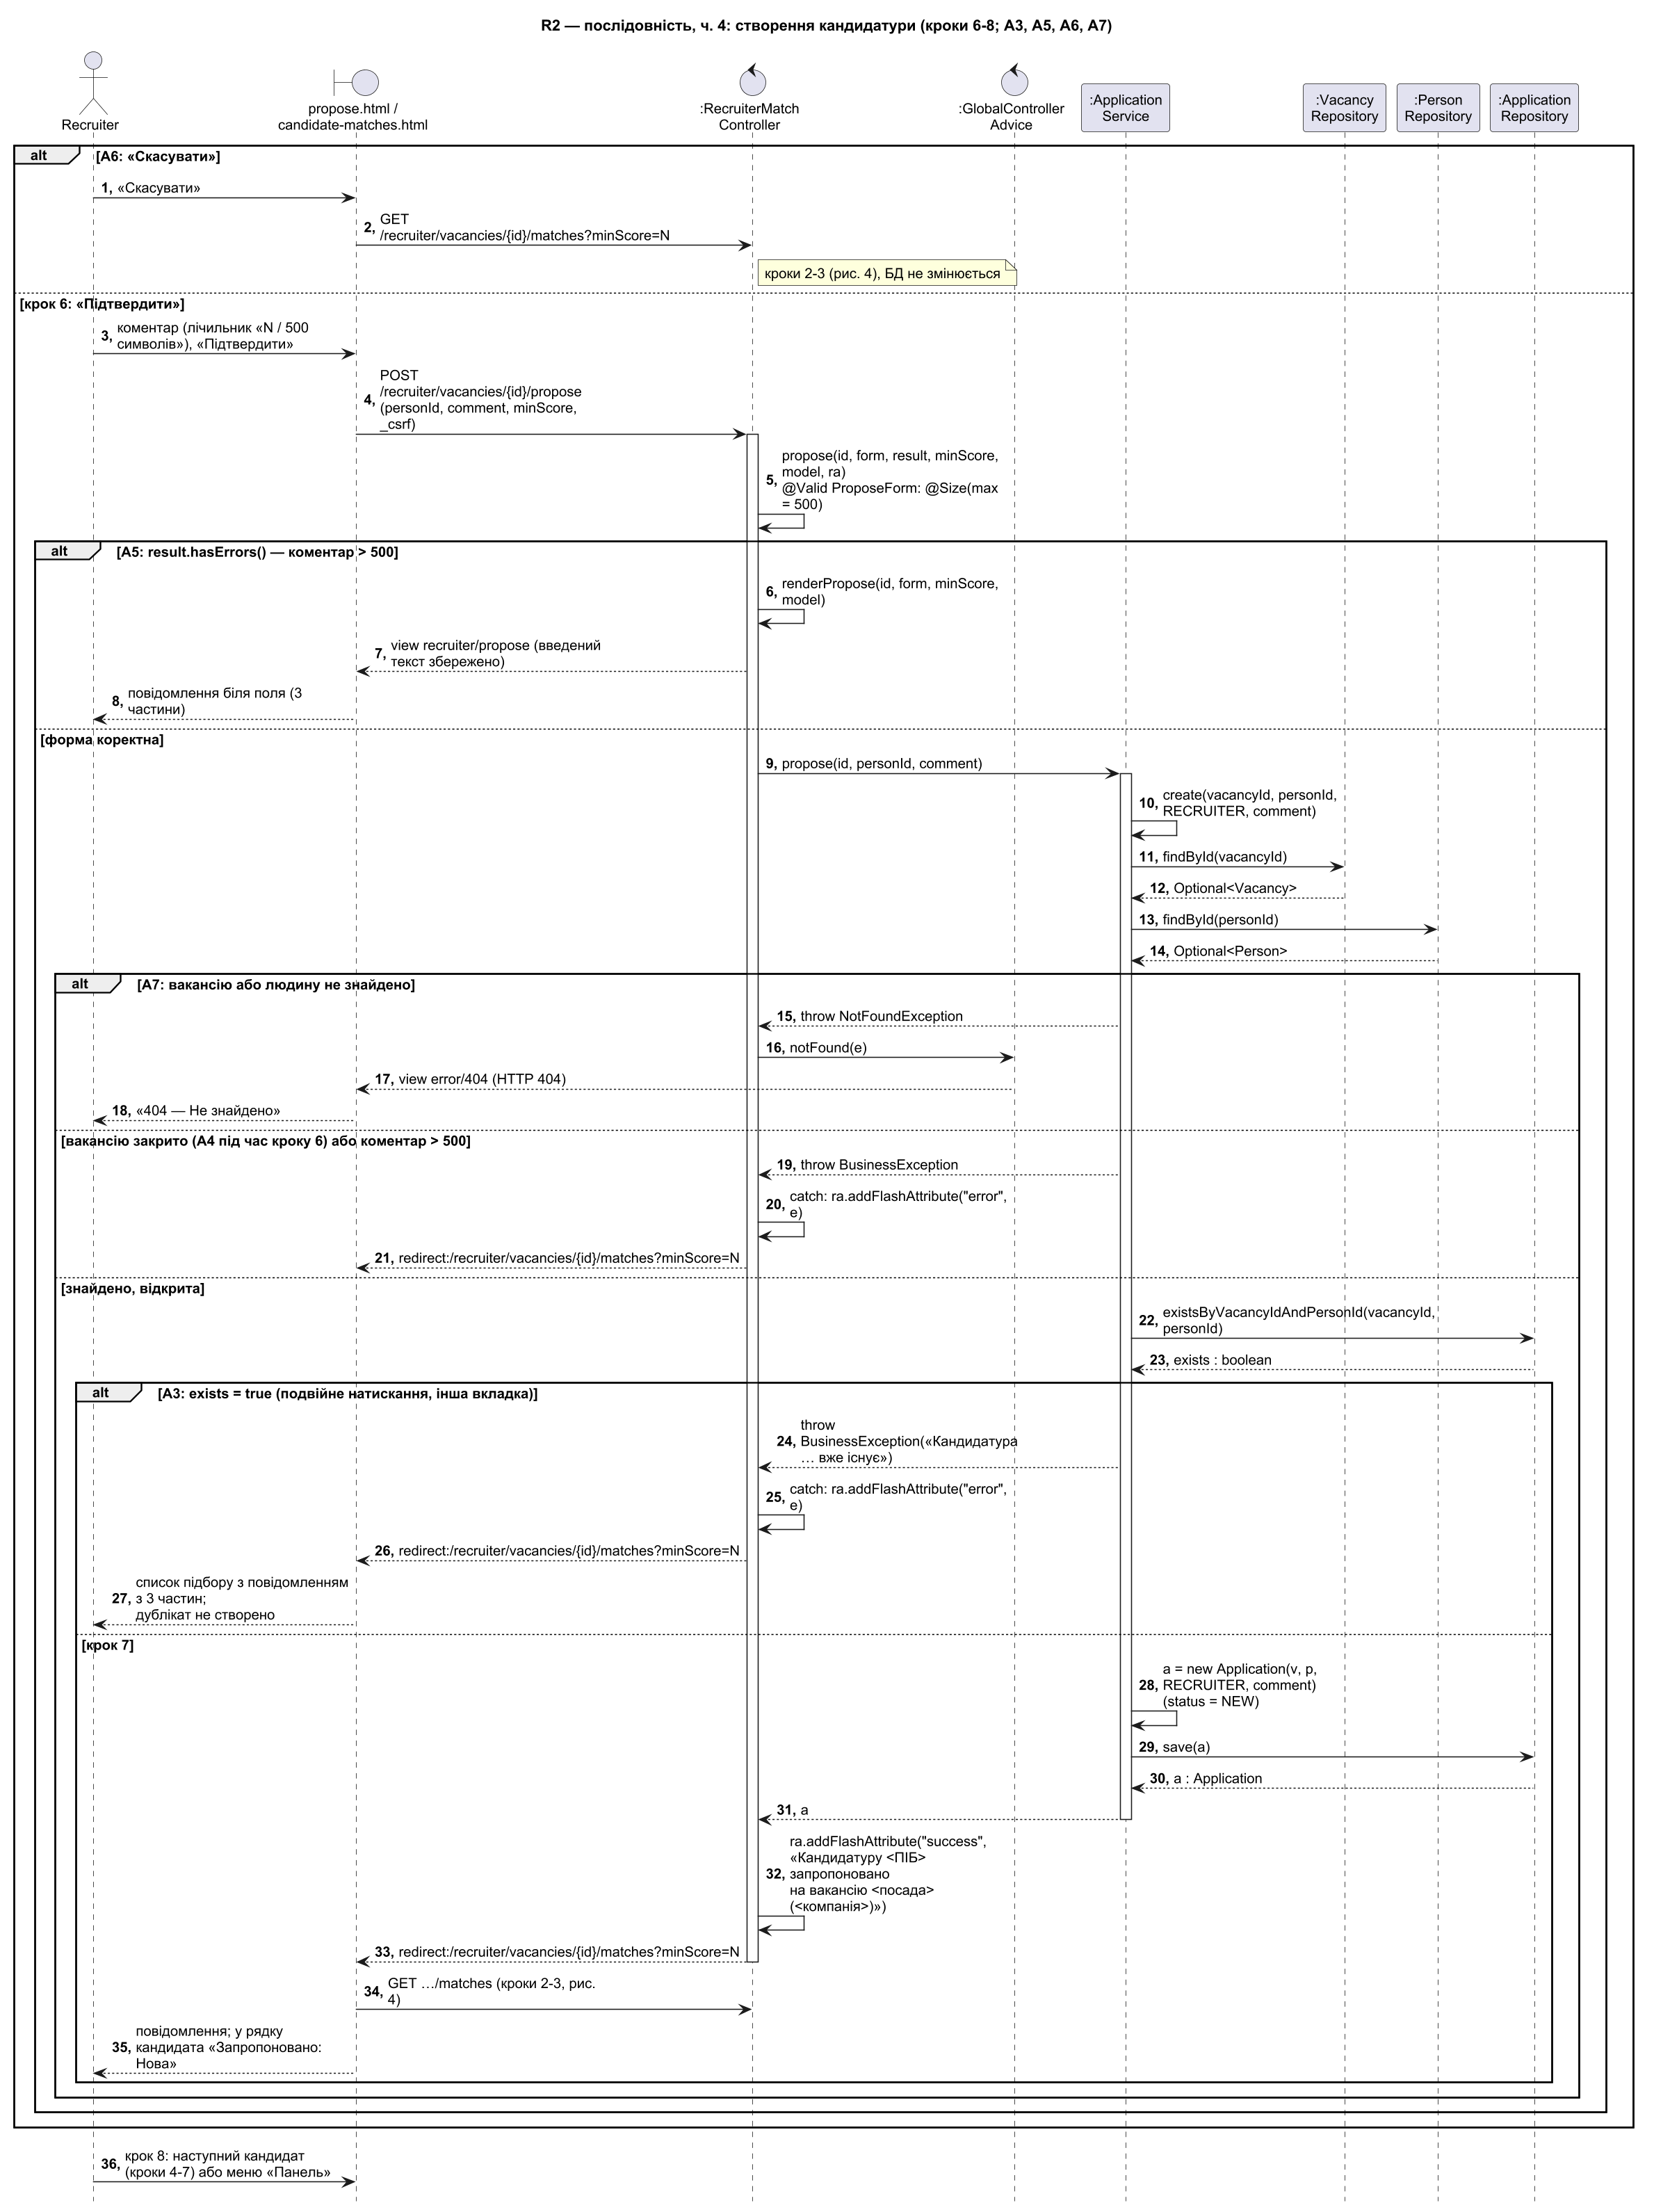 R2 — послідовність, ч. 4: створення кандидатури (кроки 6-8; A3, A5, A6, A7)
Recruiter
propose.html /
candidate-matches.html
:RecruiterMatch
Controller
:GlobalController
Advice
:Application
Service
:Vacancy
Repository
:Person
Repository
:Application
Repository
alt [A6: «Скасувати»]
1, «Скасувати»
2, GET
/recruiter/vacancies/{id}/matches?minScore=N
кроки 2-3 (рис. 4), БД не змінюється
[крок 6: «Підтвердити»]
3, коментар (лічильник «N / 500
символів»), «Підтвердити»
4, POST
/recruiter/vacancies/{id}/propose
(personId, comment, minScore,
_csrf)
5, propose(id, form, result, minScore,
model, ra)
@Valid ProposeForm: @Size(max
= 500)
alt [A5: result.hasErrors() — коментар > 500]
6, renderPropose(id, form, minScore,
model)
7, view recruiter/propose (введений
текст збережено)
8, повідомлення біля поля (3
частини)
[форма коректна]
9, propose(id, personId, comment)
10, create(vacancyId, personId,
RECRUITER, comment)
11, findById(vacancyId)
12, Optional<Vacancy>
13, findById(personId)
14, Optional<Person>
alt [A7: вакансію або людину не знайдено]
15, throw NotFoundException
16, notFound(e)
17, view error/404 (HTTP 404)
18, «404 — Не знайдено»
[вакансію закрито (A4 під час кроку 6) або коментар > 500]
19, throw BusinessException
20, catch: ra.addFlashAttribute("error",
e)
21, redirect:/recruiter/vacancies/{id}/matches?minScore=N
[знайдено, відкрита]
22, existsByVacancyIdAndPersonId(vacancyId,
personId)
23, exists : boolean
alt [A3: exists = true (подвійне натискання, інша вкладка)]
24, throw
BusinessException(«Кандидатура
… вже існує»)
25, catch: ra.addFlashAttribute("error",
e)
26, redirect:/recruiter/vacancies/{id}/matches?minScore=N
27, список підбору з повідомленням
з 3 частин;
дублікат не створено
[крок 7]
28, a = new Application(v, p,
RECRUITER, comment)
(status = NEW)
29, save(a)
30, a : Application
31, a
32, ra.addFlashAttribute("success",
«Кандидатуру <ПІБ>
запропоновано
на вакансію <посада>
(<компанія>)»)
33, redirect:/recruiter/vacancies/{id}/matches?minScore=N
34, GET …/matches (кроки 2-3, рис.
4)
35, повідомлення; у рядку
кандидата «Запропоновано:
Нова»
36, крок 8: наступний кандидат
(кроки 4-7) або меню «Панель»